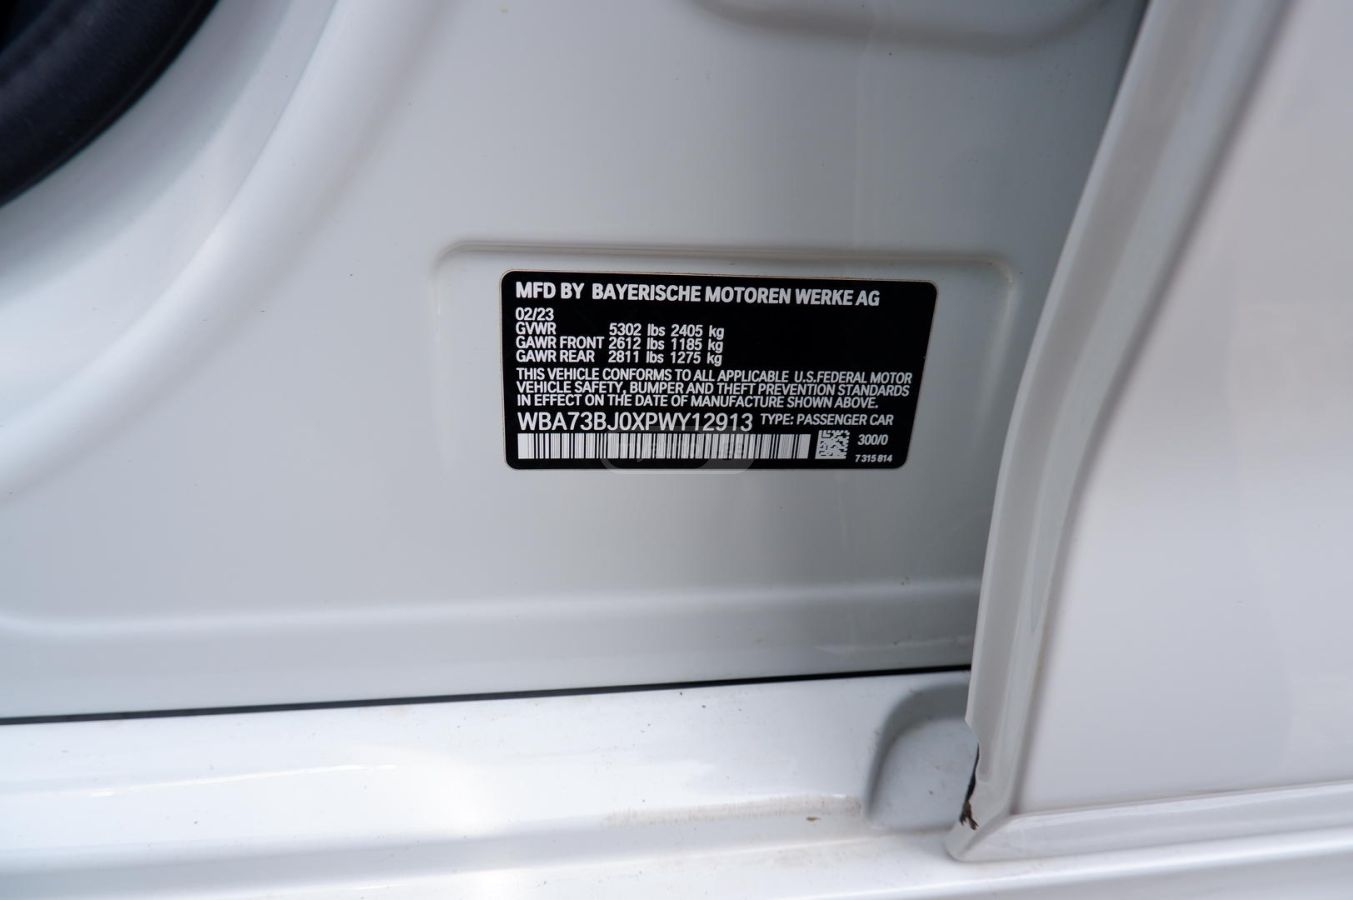 MFD BY BAYERISCHE MOTOREN WERKE AG
02/23
GVWR 5302 lbs 2405 kg
GAWR FRONT 2612 lbs 1185 kg
GAWR REAR 2811 lbs 1275 kg
THIS VEHICLE CONFORMS TO ALL APPLICABLE U.S.FEDERAL MOTOR
VEHICLE SAFETY, BUMPER AND THEFT PREVENTION STANDARDS
IN EFFECT ON THE DATE OF MANUFACTURE SHOWN ABOVE.
WBA73BJ0XPWY12913 TYPE: PASSENGER CAR
300/0
7 315 814